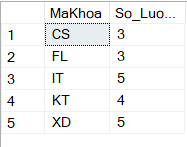 MaKhoa So_Luo...
1 CS 3
2 FL 3
3 IT 5
4 KT 4
5 XD 5